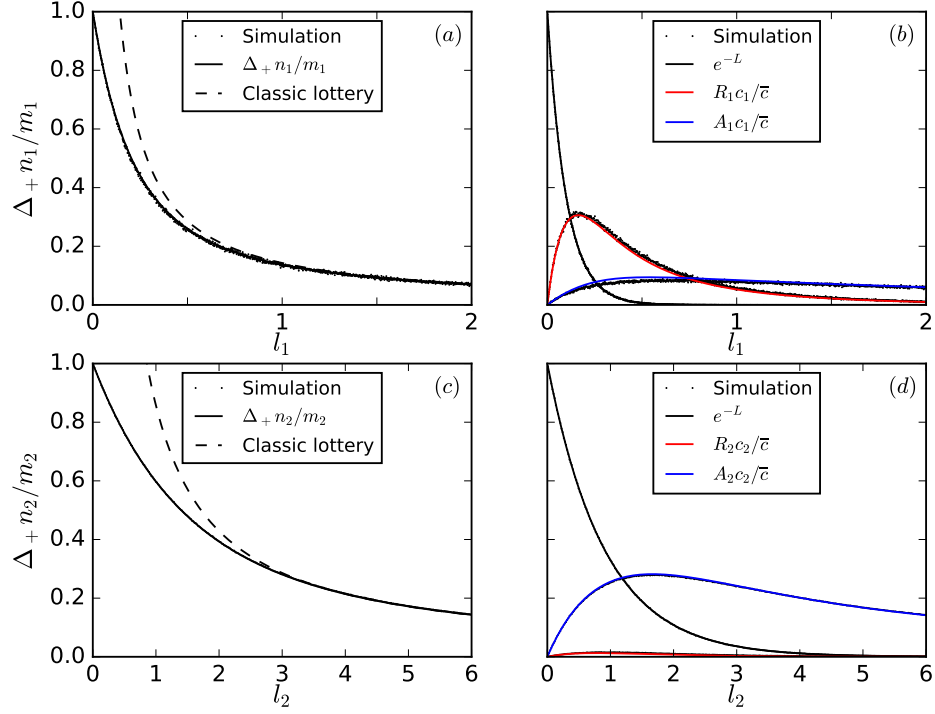 (a)
Simulation
Δ₊n₁/m₁
Classic lottery
Δ₊n₁/m₁
1.0
0.8
0.6
0.4
0.2
0.0
0 1 2
l₁
(b)
Simulation
e⁻ᴸ
R₁c₁/c̅
A₁c₁/c̅
0 1 2
l₁
(c)
Simulation
Δ₊n₂/m₂
Classic lottery
Δ₊n₂/m₂
1.0
0.8
0.6
0.4
0.2
0.0
0 1 2 3 4 5 6
l₂
(d)
Simulation
e⁻ᴸ
R₂c₂/c̅
A₂c₂/c̅
0 1 2 3 4 5 6
l₂